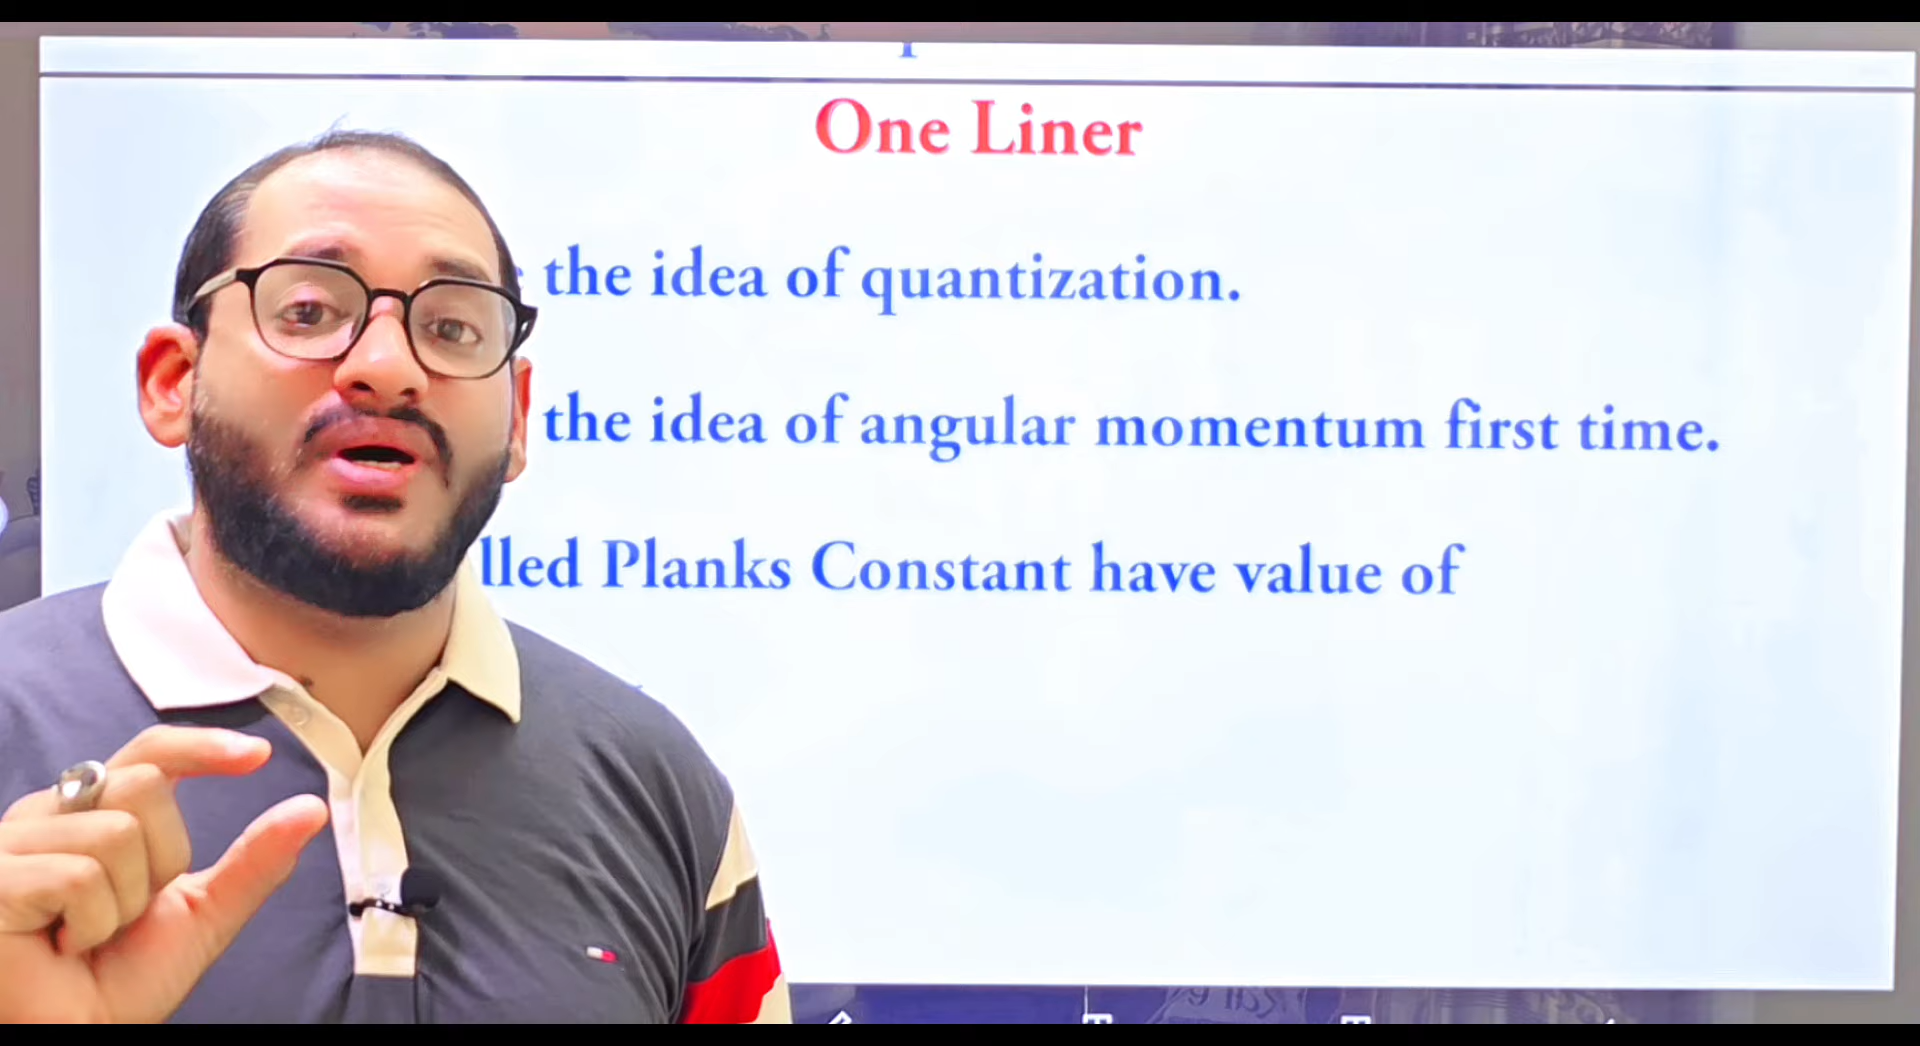 One Liner
the idea of quantization.
the idea of angular momentum first time.
lled Planks Constant have value of